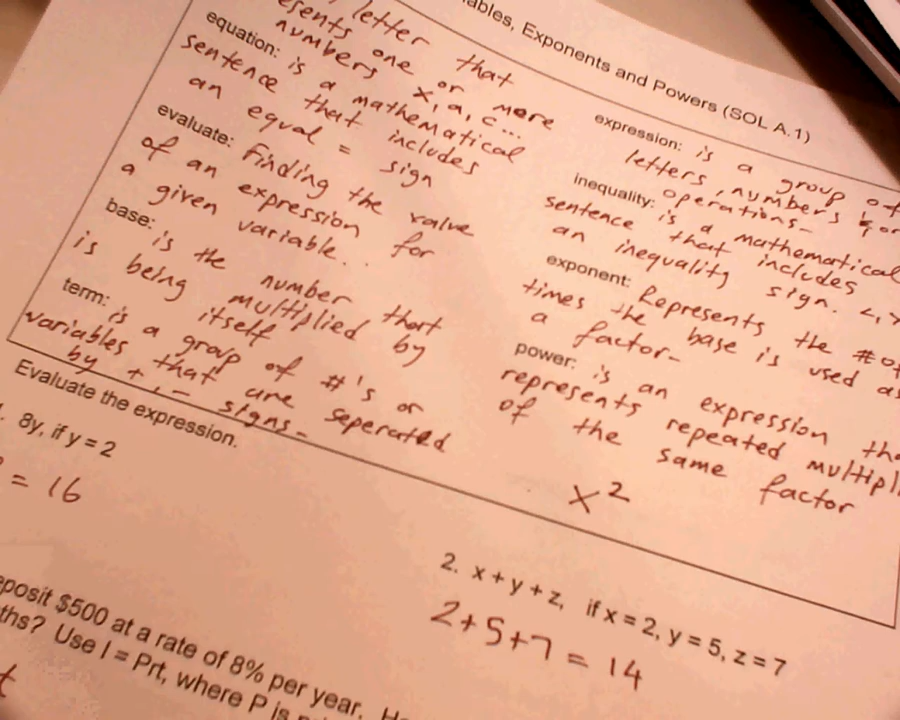 ables, Exponents and Powers (SOL A.1)
letter that
esents one or more
numbers x, a, c...
equation: is a mathematical
sentence that includes
an equal = sign
evaluate: Finding the value
of an expression for
a given variable..
base: is the number that
is being multiplied by
itself
term: is a group of #'s or
variables that are seperated
by + , - signs-
expression: is a group of
letters, numbers
operations-
inequality: is a mathematical
sentence that includes
an inequality sign. <, >
exponent: Represents the # of
times the base is used as
a factor-
power: is an expression tha
represents repeated multipl
of the same factor
x²
Evaluate the expression.
8y, if y = 2
= 16
2. x + y + z, if x = 2, y = 5, z = 7
2+5+7 = 14
eposit $500 at a rate of 8% per year.
ths? Use I = Prt, where P is
t